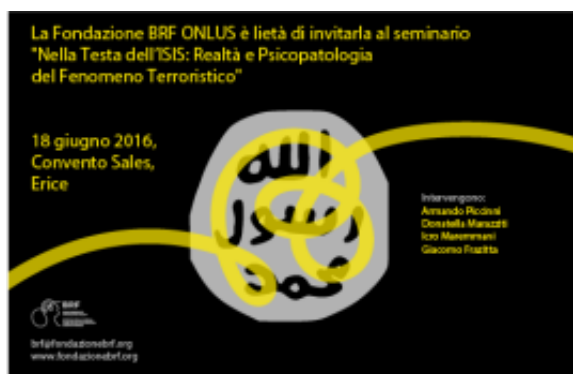 La Fondazione BRF ONLUS è lietà di invitarla al seminario
"Nella Testa dell'ISIS: Realtà e Psicopatologia
del Fenomeno Terroristico"
18 giugno 2016,
Convento Sales,
Erice
الله
رسول
محمد
Intervengono:
Armando Piccinni
Donatella Marazziti
Icro Maremmani
Giacomo Frazitta
BRF
brf@fondazionebrf.org
www.fondazionebrf.org